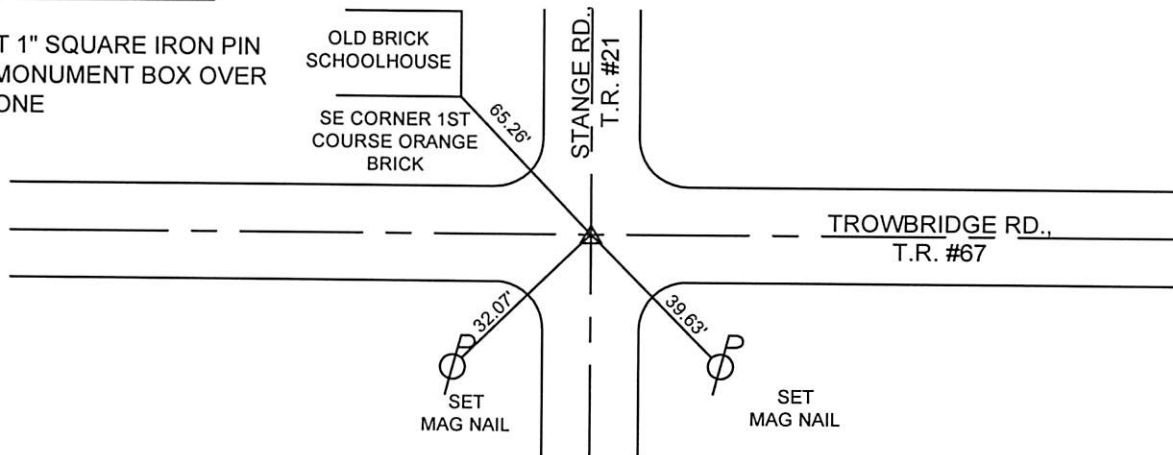 T 1" SQUARE IRON PIN
MONUMENT BOX OVER
ONE
OLD BRICK
SCHOOLHOUSE
SE CORNER 1ST
COURSE ORANGE
BRICK
65.26'
STANGE RD.,
T.R. #21
TROWBRIDGE RD.,
T.R. #67
32.07'
39.63'
P
SET
MAG NAIL
P
SET
MAG NAIL